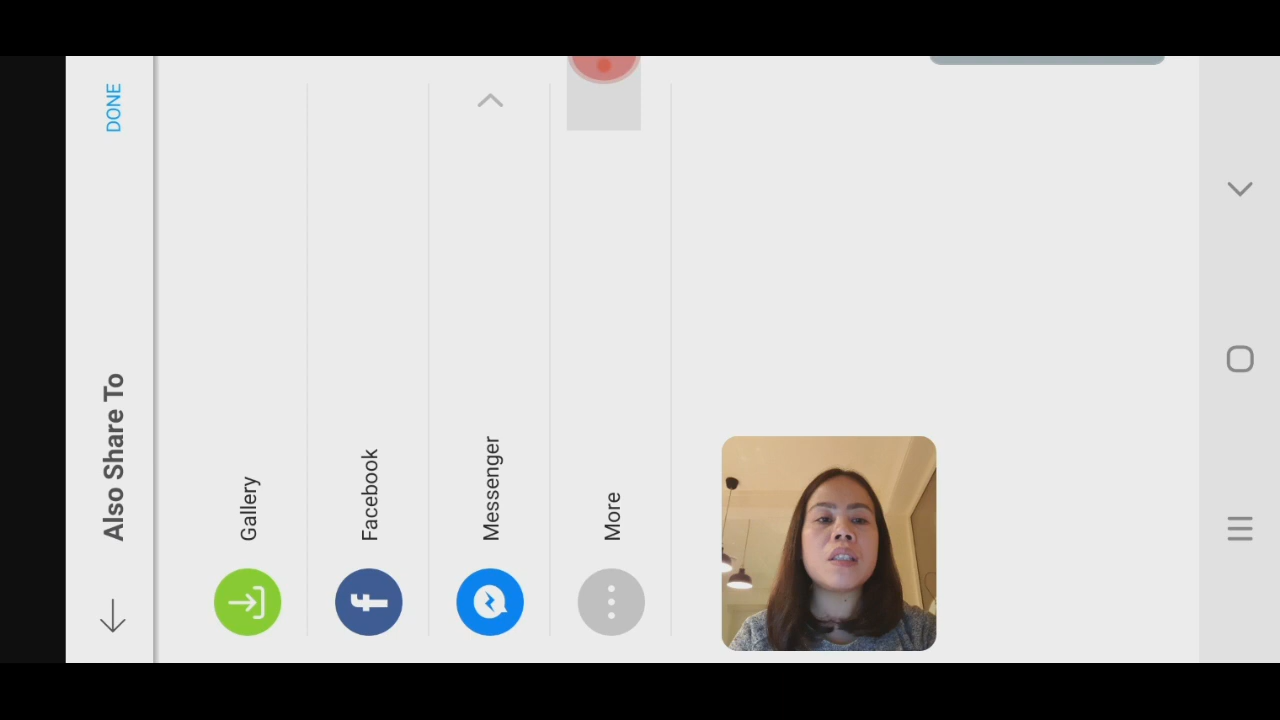 Also Share To
DONE
Gallery
Facebook
Messenger
More